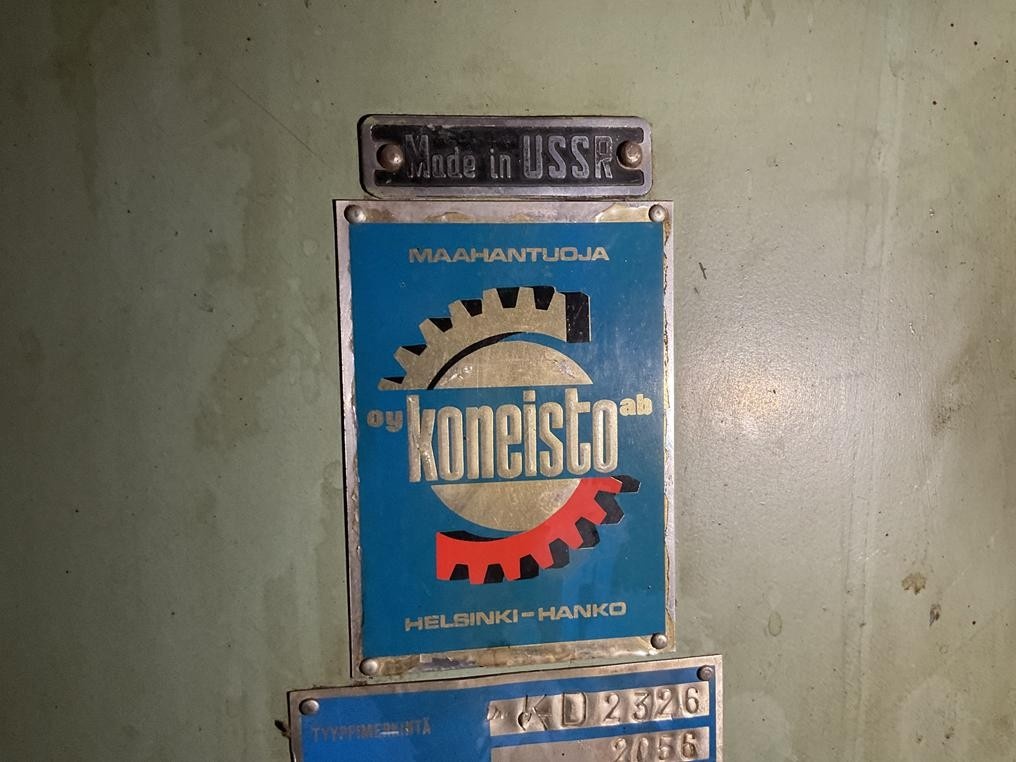 Made in USSR
MAAHANTUOJA
oy koneisto ab
HELSINKI-HANKO
TYYPPIMERKINTÄ KD 2326
2056